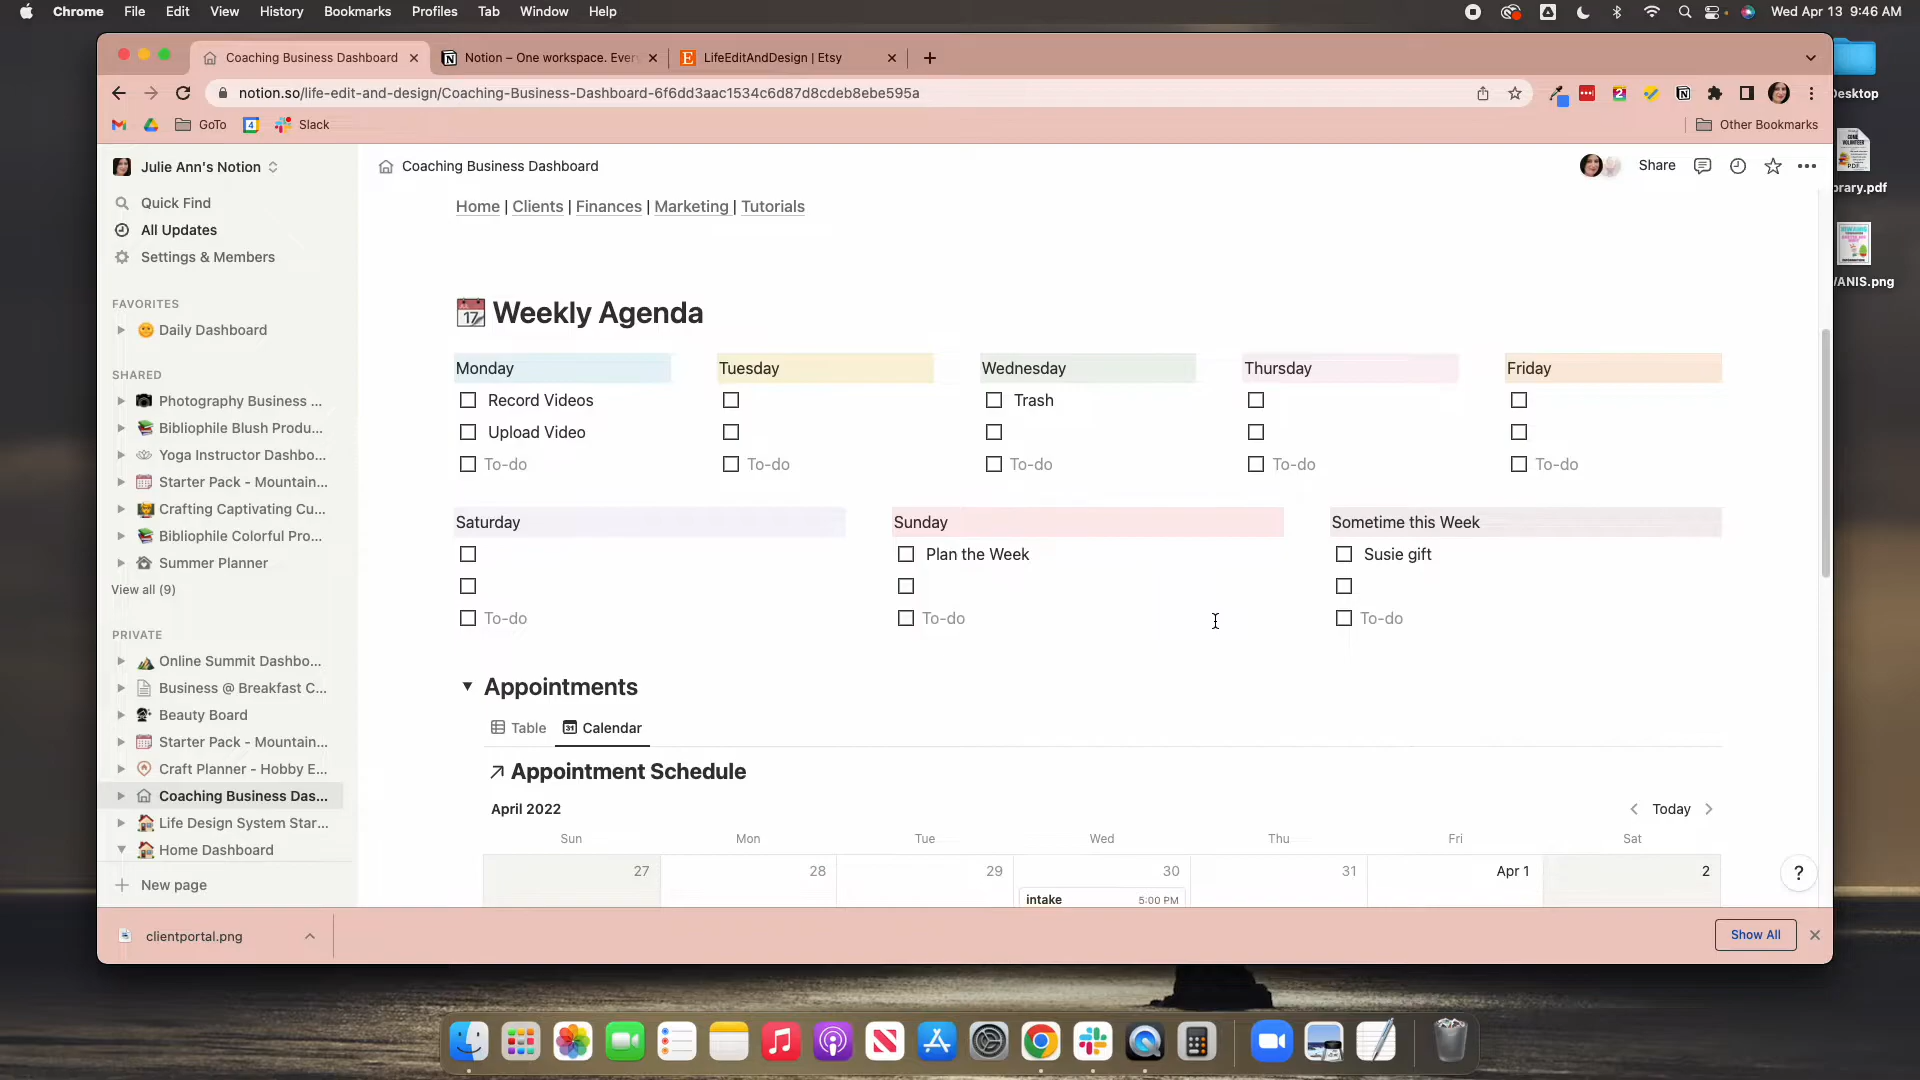 Chrome File Edit View History Bookmarks Profiles Tab Window Help Wed Apr 13 9:46 AM
Coaching Business Dashboard Notion – One workspace. Ever LifeEditAndDesign | Etsy
notion.so/life-edit-and-design/Coaching-Business-Dashboard-6f6dd3aac1534c6d87d8cdeb8ebe595a
GoTo 4 Slack Other Bookmarks
Desktop
brary.pdf
VANIS.png
Julie Ann's Notion
Coaching Business Dashboard
Share
Quick Find
All Updates
Settings & Members
FAVORITES
Daily Dashboard
SHARED
Photography Business ...
Bibliophile Blush Produ...
Yoga Instructor Dashbo...
Starter Pack - Mountain...
Crafting Captivating Cu...
Bibliophile Colorful Pro...
Summer Planner
View all (9)
PRIVATE
Online Summit Dashbo...
Business @ Breakfast C...
Beauty Board
Starter Pack - Mountain...
Craft Planner - Hobby E...
Coaching Business Das...
Life Design System Star...
Home Dashboard
New page
Home | Clients | Finances | Marketing | Tutorials
17 Weekly Agenda
Monday Tuesday Wednesday Thursday Friday
Record Videos Trash
Upload Video
To-do To-do To-do To-do To-do
Saturday Sunday Sometime this Week
Plan the Week Susie gift
To-do To-do To-do
Appointments
Table Calendar
Appointment Schedule
April 2022 Today
Sun Mon Tue Wed Thu Fri Sat
27 28 29 30 31 Apr 1 2
intake 5:00 PM
?
clientportal.png
Show All